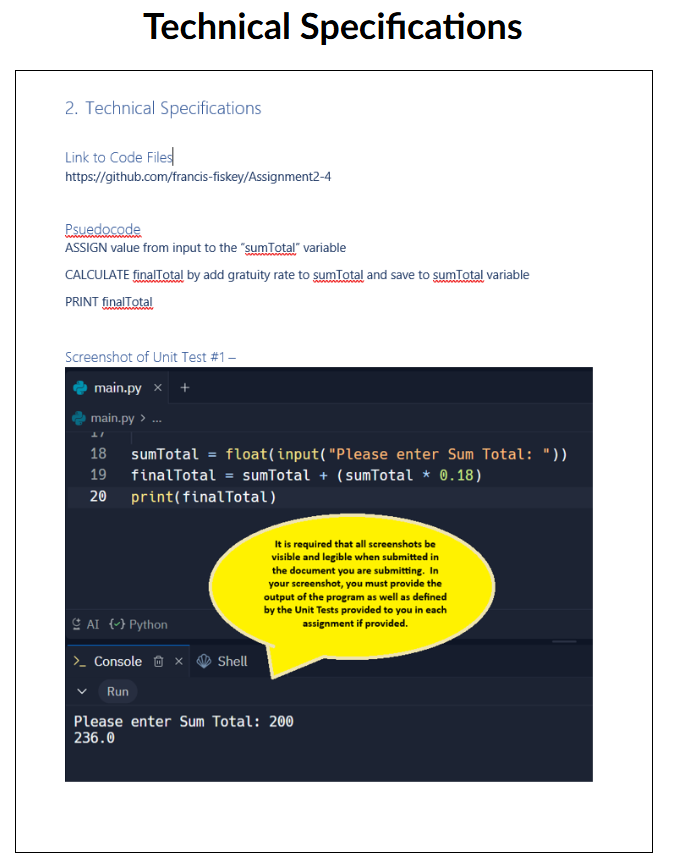 Technical Specifications
2. Technical Specifications
Link to Code Files
https://github.com/francis-fiskey/Assignment2-4
Psuedocode
ASSIGN value from input to the "sumTotal" variable
CALCULATE finalTotal by add gratuity rate to sumTotal and save to sumTotal variable
PRINT finalTotal
Screenshot of Unit Test #1 –
main.py × +
main.py > ...
17
18 sumTotal = float(input("Please enter Sum Total: "))
19 finalTotal = sumTotal + (sumTotal * 0.18)
20 print(finalTotal)
It is required that all screenshots be
visible and legible when submitted in
the document you are submitting. In
your screenshot, you must provide the
output of the program as well as defined
by the Unit Tests provided to you in each
assignment if provided.
AI {✓} Python
>_ Console × Shell
Run
Please enter Sum Total: 200
236.0